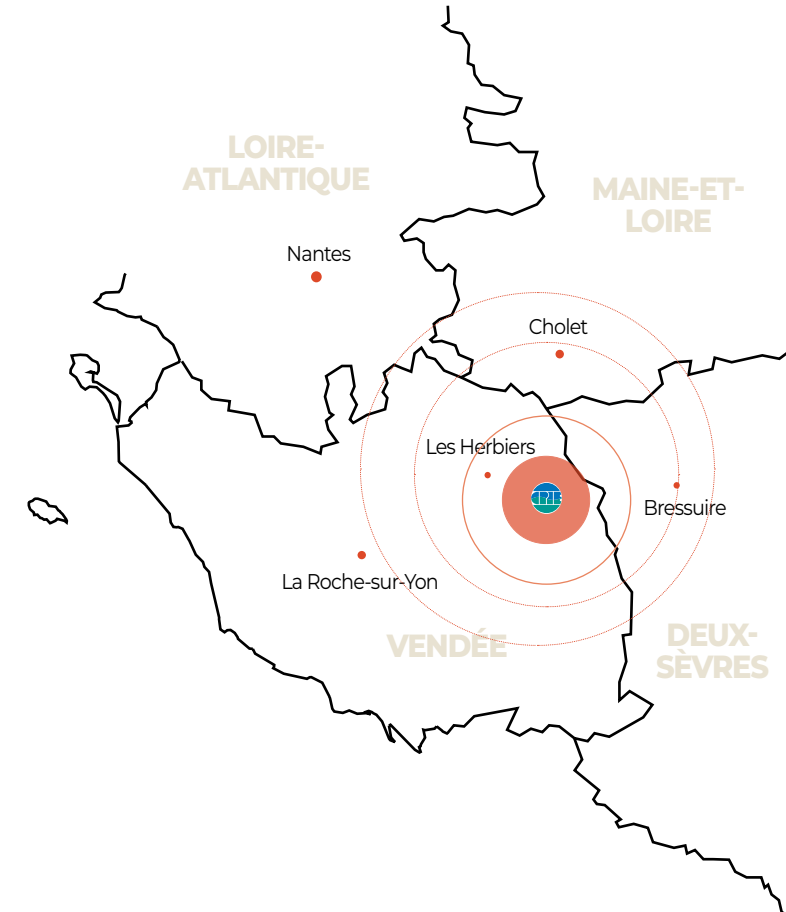 LOIRE-
ATLANTIQUE
MAINE-ET-
LOIRE
Nantes
Cholet
Les Herbiers
Bressuire
La Roche-sur-Yon
VENDÉE
DEUX-
SÈVRES